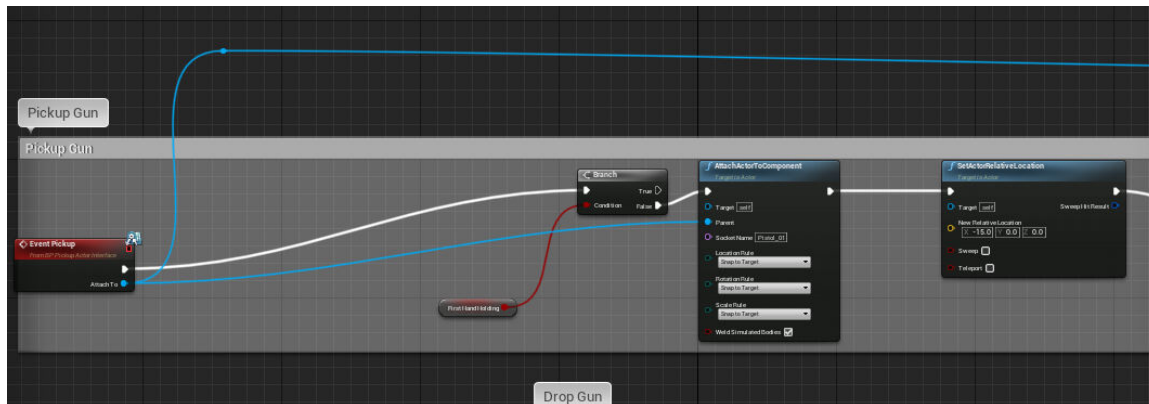 Pickup Gun
Pickup Gun
Event Pickup
From BP Pickup Actor Interface
Attach To
Branch
True
Condition
False
First Hand Holding
AttachActorToComponent
Target is Actor
Target self
Parent
Socket Name Pistol_01
Location Rule
Snap to Target
Rotation Rule
Snap to Target
Scale Rule
Snap to Target
Weld Simulated Bodies
SetActorRelativeLocation
Target is Actor
Target self
Sweep Hit Result
New Relative Location
X -15.0 Y 0.0 Z 0.0
Sweep
Teleport
Drop Gun